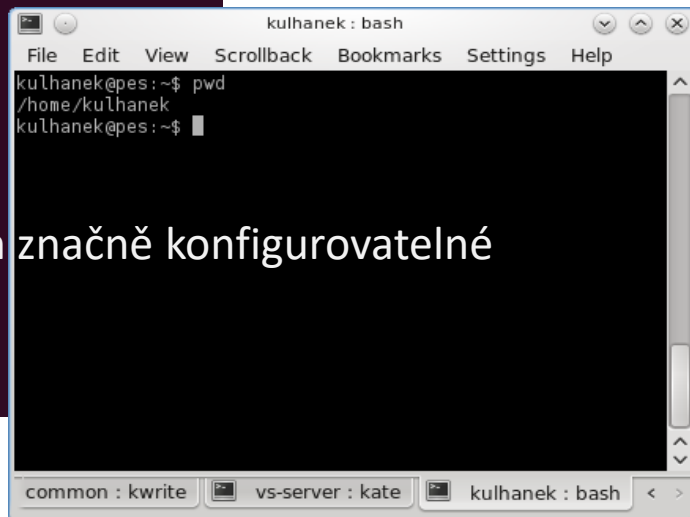 kulhanek : bash
File Edit View Scrollback Bookmarks Settings Help
kulhanek@pes:~$ pwd
/home/kulhanek
kulhanek@pes:~$
značně konfigurovatelné
common : kwrite vs-server : kate kulhanek : bash